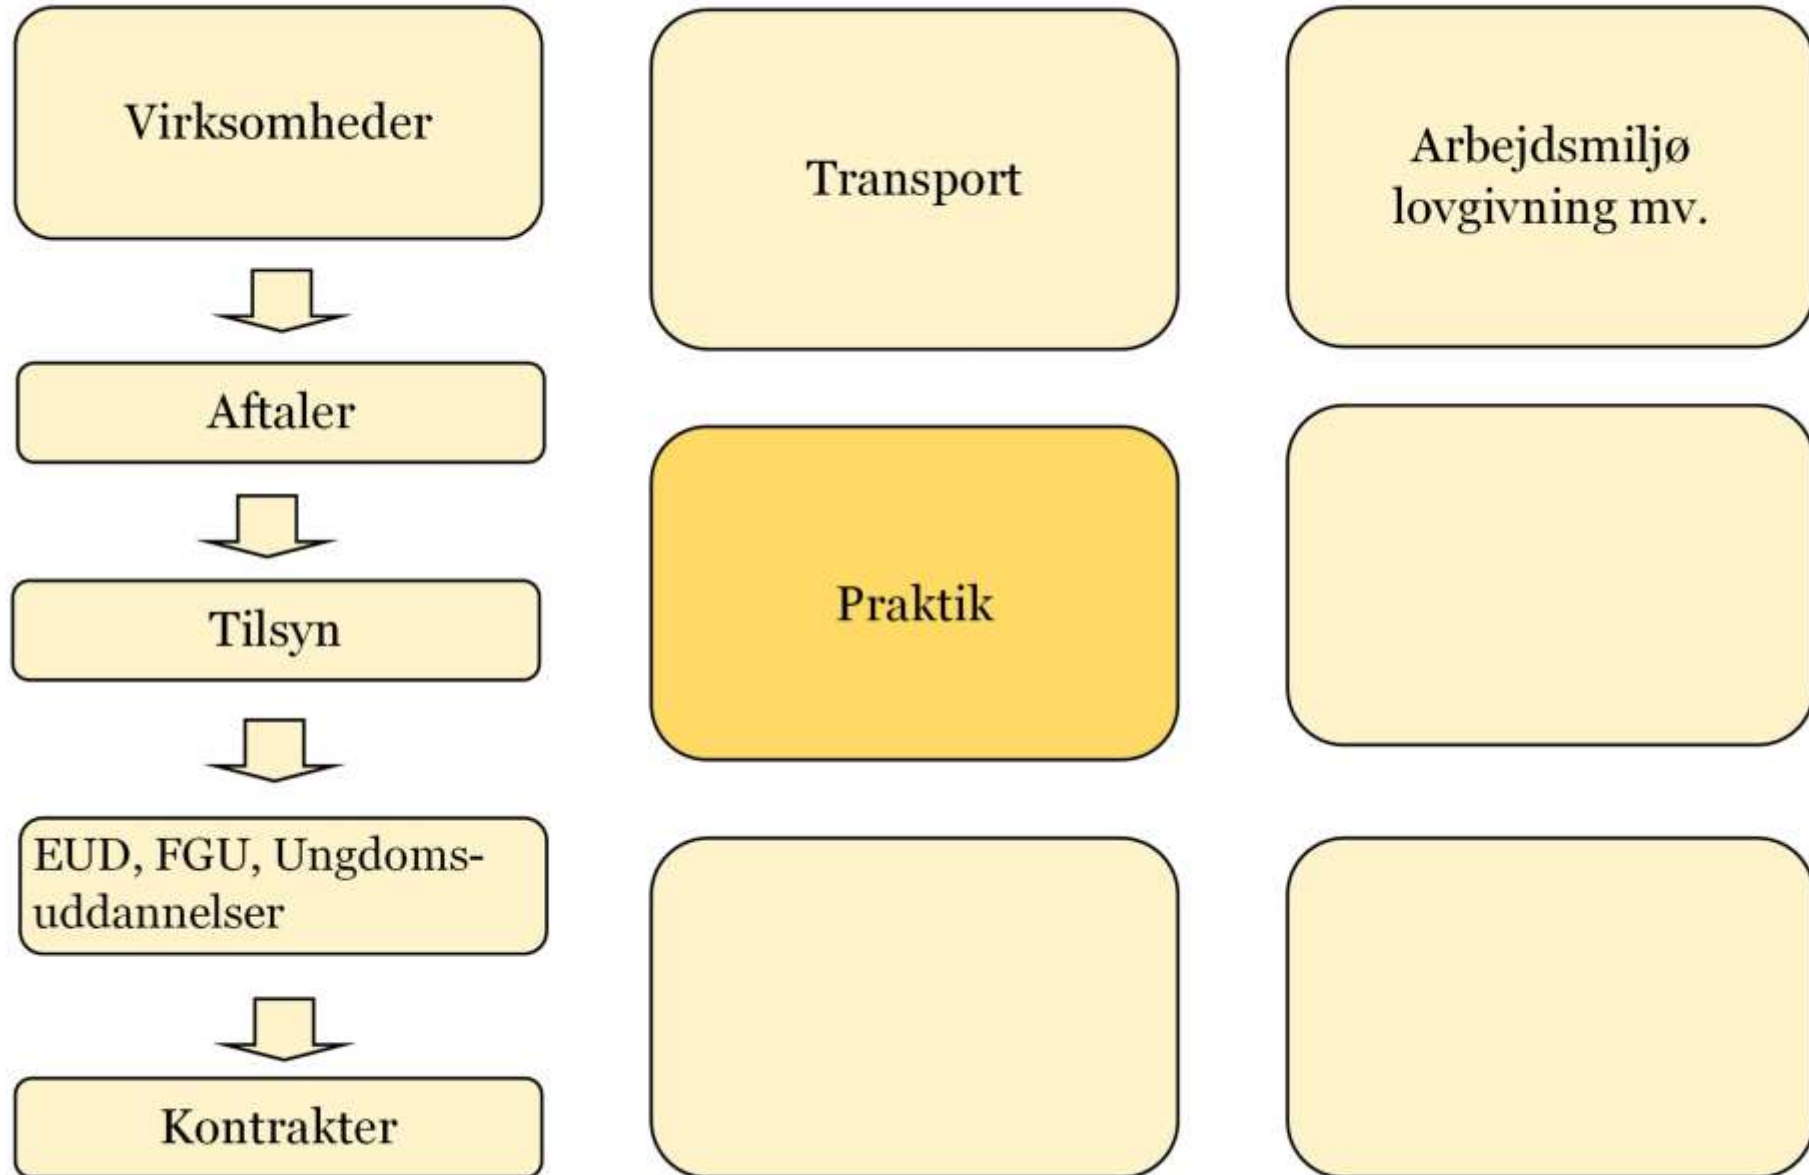 Virksomheder
Aftaler
Tilsyn
EUD, FGU, Ungdoms-
uddannelser
Kontrakter
Transport
Praktik
Arbejdsmiljø
lovgivning mv.